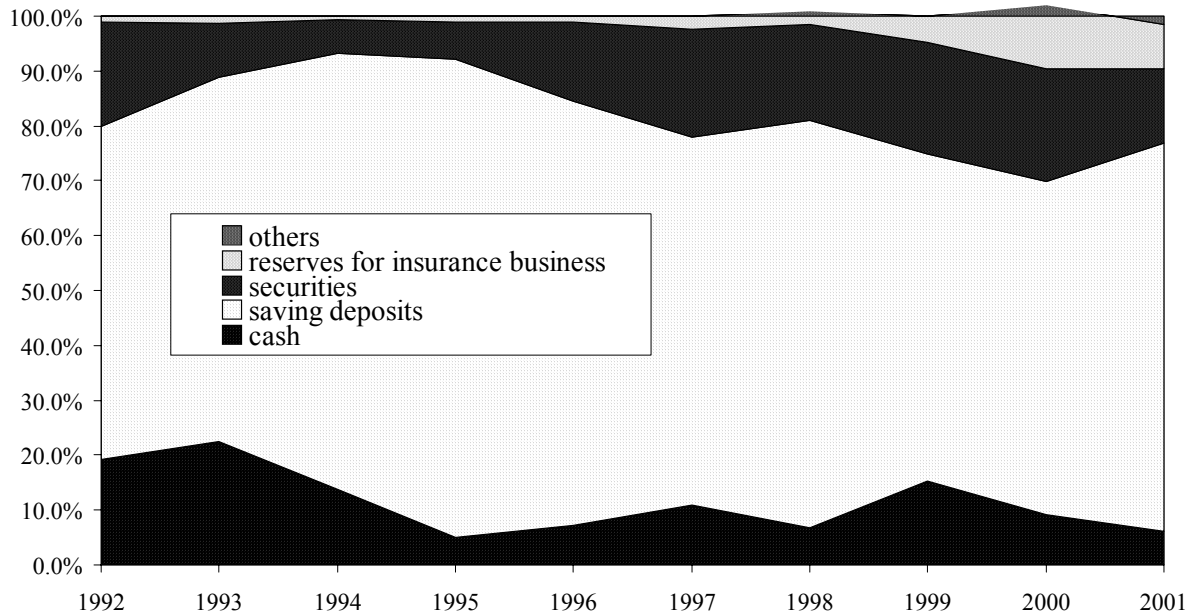 100.0%
90.0%
80.0%
70.0%
60.0%
50.0%
40.0%
30.0%
20.0%
10.0%
0.0%
others
reserves for insurance business
securities
saving deposits
cash
1992 1993 1994 1995 1996 1997 1998 1999 2000 2001